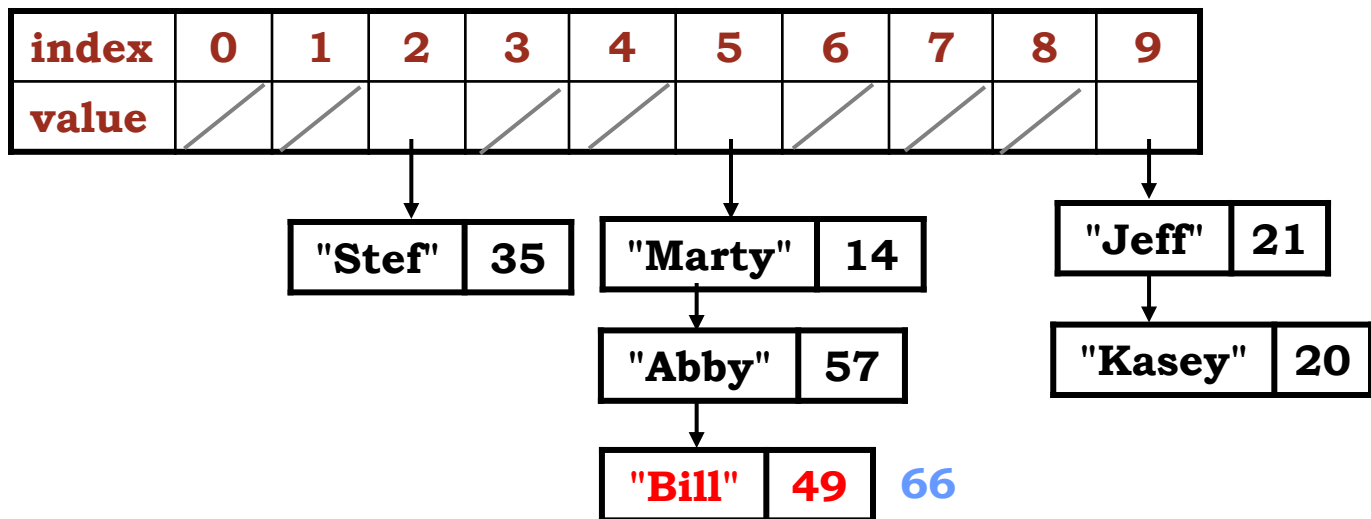 index 0 1 2 3 4 5 6 7 8 9
value
"Stef" 35 "Marty" 14 "Jeff" 21
"Abby" 57 "Kasey" 20
"Bill" 49 66